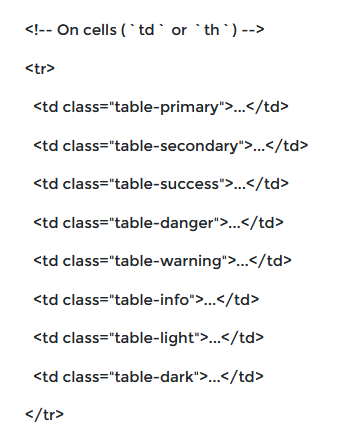 <!-- On cells (`td` or `th`) -->
<tr>
<td class="table-primary">...</td>
<td class="table-secondary">...</td>
<td class="table-success">...</td>
<td class="table-danger">...</td>
<td class="table-warning">...</td>
<td class="table-info">...</td>
<td class="table-light">...</td>
<td class="table-dark">...</td>
</tr>